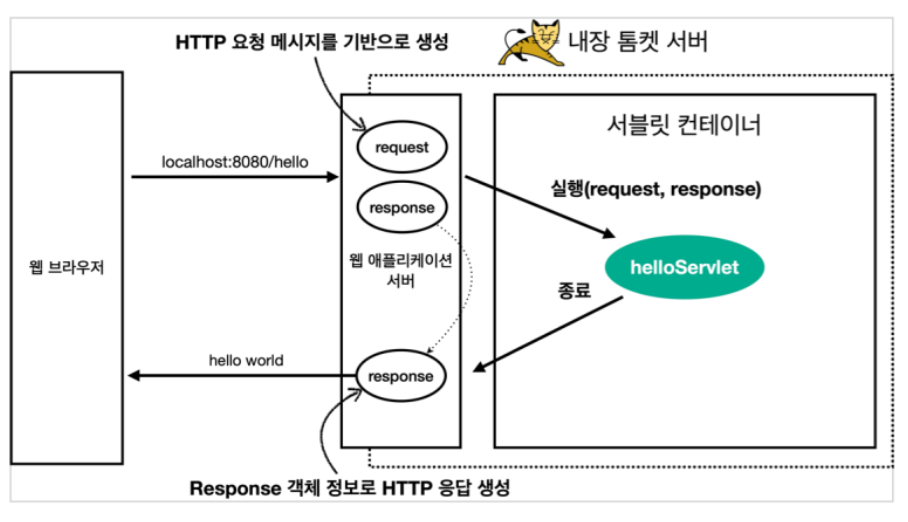 HTTP 요청 메시지를 기반으로 생성
내장 톰켓 서버
서블릿 컨테이너
request
localhost:8080/hello
실행(request, response)
response
웹 브라우저
웹 애플리케이션
서버
helloServlet
종료
hello world
response
Response 객체 정보로 HTTP 응답 생성